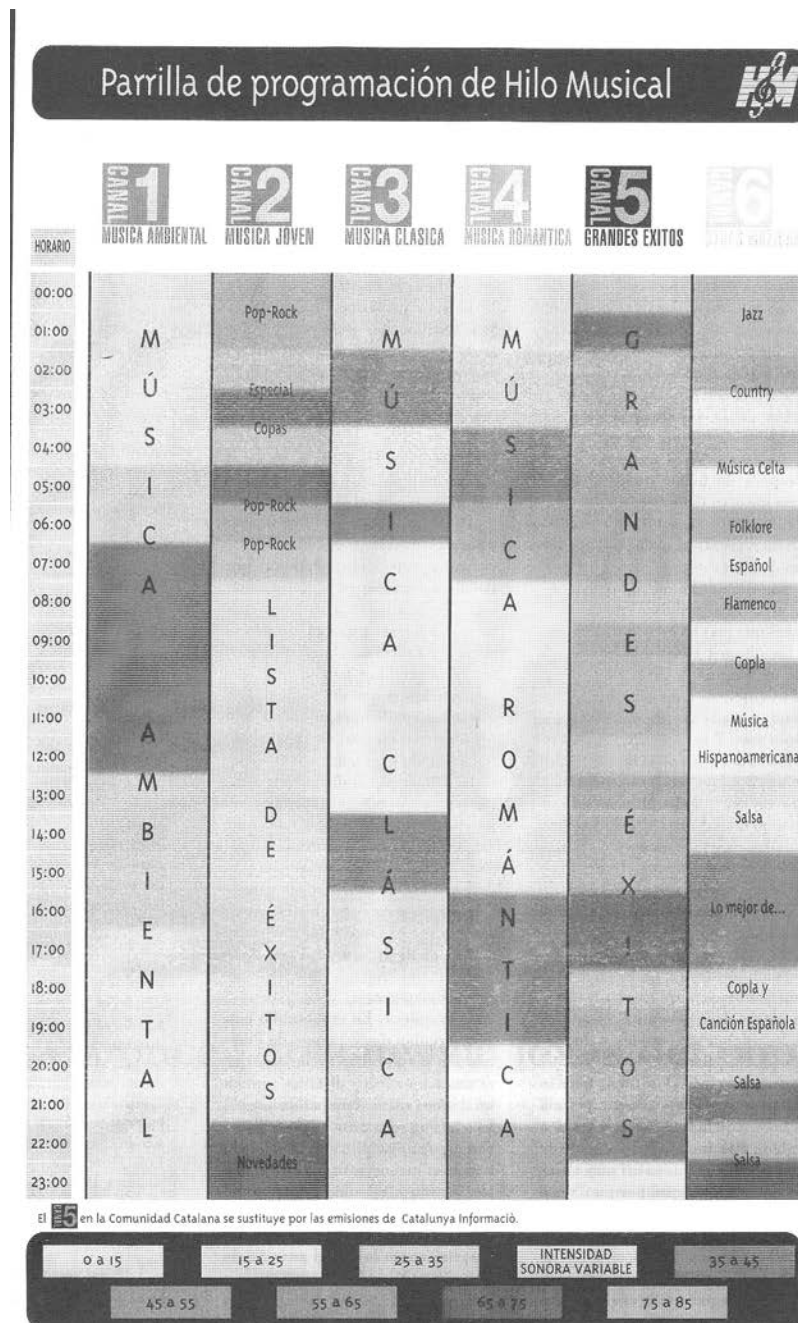 Parrilla de programación de Hilo Musical
HM
CANAL 1
MUSICA AMBIENTAL
CANAL 2
MUSICA JOVEN
CANAL 3
MUSICA CLASICA
CANAL 4
MUSICA ROMANTICA
CANAL 5
GRANDES EXITOS
CANAL 6
HORARIO
00:00
01:00
02:00
03:00
04:00
05:00
06:00
07:00
08:00
09:00
10:00
11:00
12:00
13:00
14:00
15:00
16:00
17:00
18:00
19:00
20:00
21:00
22:00
23:00
MÚSICA AMBIENTAL
Pop-Rock
Especial
Copas
Pop-Rock
Pop-Rock
LISTA DE ÉXITOS
Novedades
MÚSICA CLÁSICA
MÚSICA ROMÁNTICA
GRANDES ÉXITOS
Jazz
Country
Música Celta
Folklore
Español
Flamenco
Copla
Música
Hispanoamericana
Salsa
Lo mejor de...
Copla y
Canción Española
Salsa
Salsa
El CANAL 5 en la Comunidad Catalana se sustituye por las emisiones de Catalunya Informació.
0 a 15
15 a 25
25 a 35
INTENSIDAD
SONORA VARIABLE
35 a 45
45 a 55
55 a 65
65 a 75
75 a 85